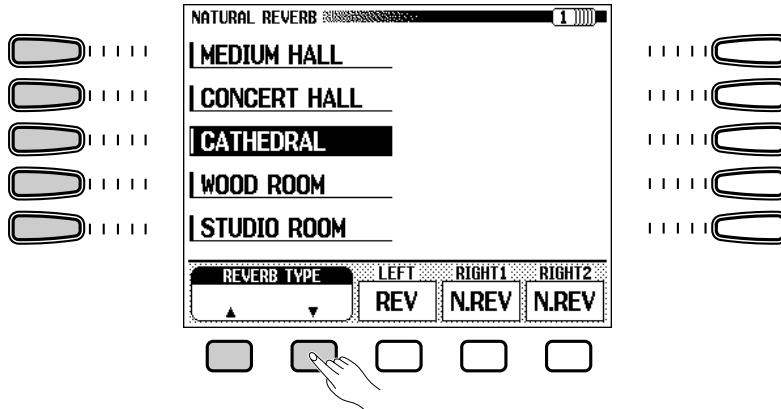 NATURAL REVERB 1
MEDIUM HALL
CONCERT HALL
CATHEDRAL
WOOD ROOM
STUDIO ROOM
REVERB TYPE LEFT RIGHT1 RIGHT2
▲ ▼ REV N.REV N.REV